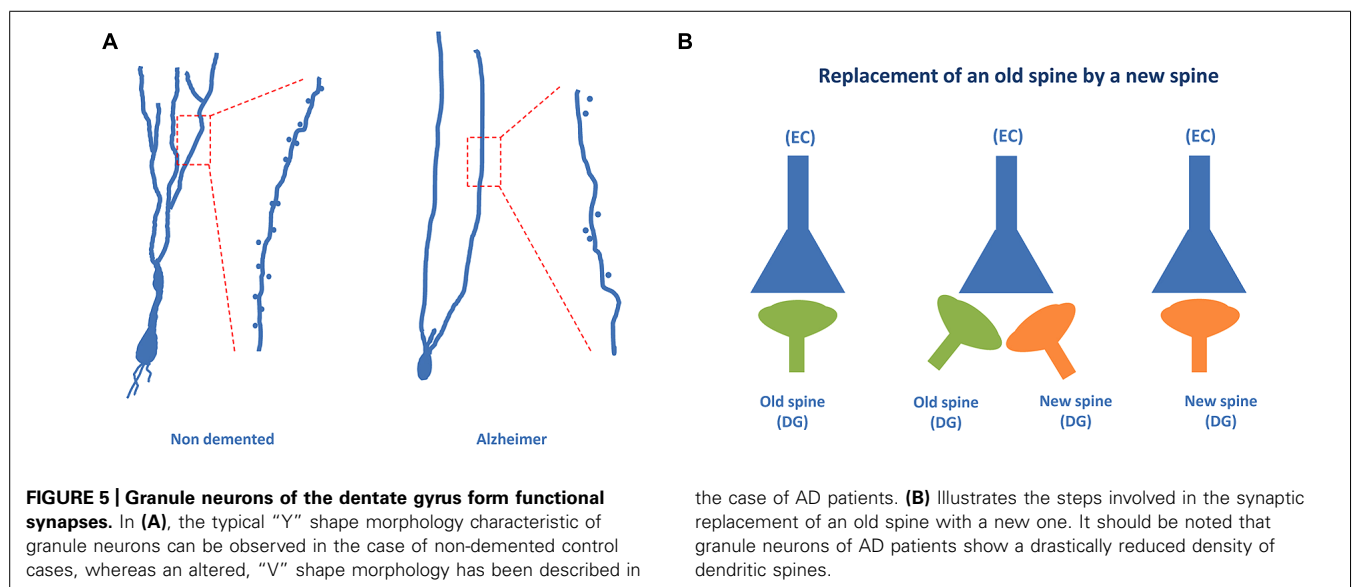 A
B
Replacement of an old spine by a new spine
(EC)
(EC)
(EC)
Old spine
(DG)
Old spine
(DG)
New spine
(DG)
New spine
(DG)
Non demented
Alzheimer
FIGURE 5 | Granule neurons of the dentate gyrus form functional
synapses. In (A), the typical “Y” shape morphology characteristic of
granule neurons can be observed in the case of non-demented control
cases, whereas an altered, “V” shape morphology has been described in
the case of AD patients. (B) Illustrates the steps involved in the synaptic
replacement of an old spine with a new one. It should be noted that
granule neurons of AD patients show a drastically reduced density of
dendritic spines.